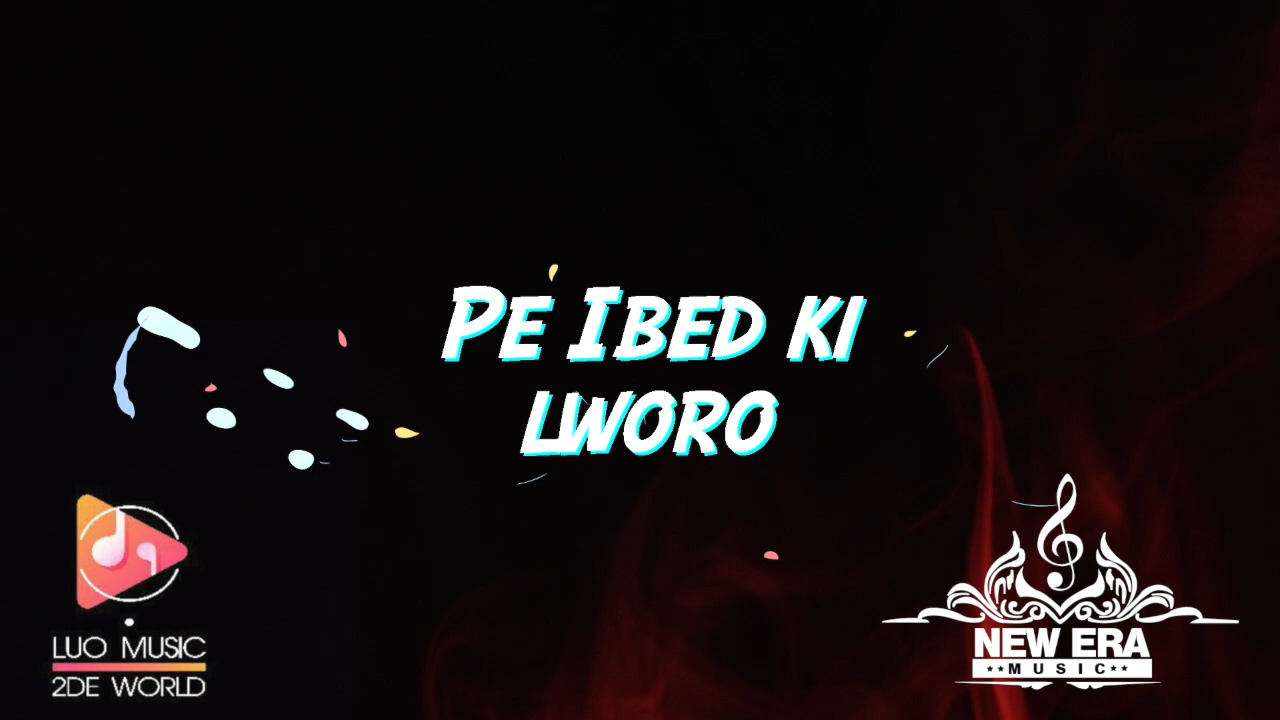 PE IBED KI
LWORO
LUO MUSIC
2DE WORLD
NEW ERA
MUSIC